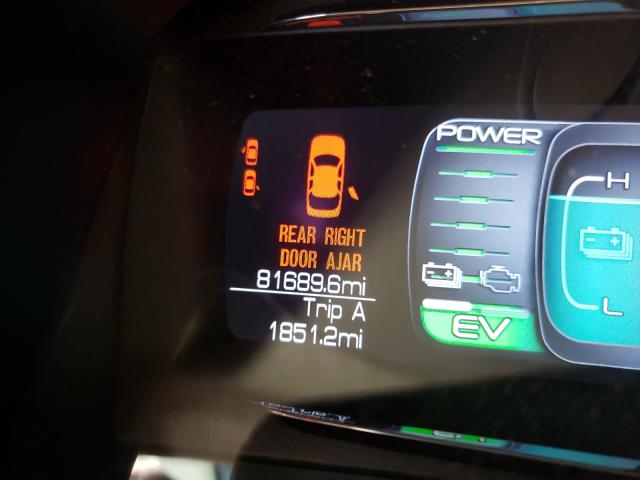 POWER
H
REAR RIGHT
DOOR AJAR
81689.6mi
Trip A
1851.2mi
L
EV